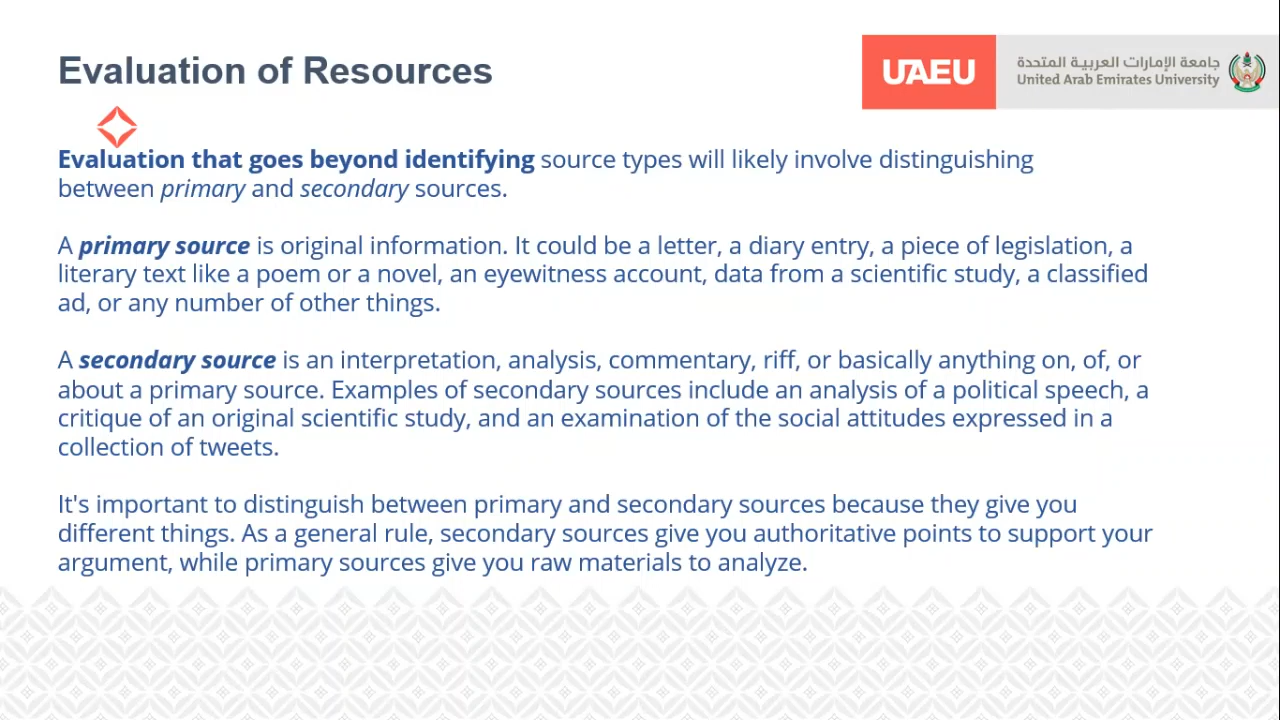 Evaluation of Resources
UAEU
جامعة الإمارات العربية المتحدة
United Arab Emirates University
Evaluation that goes beyond identifying source types will likely involve distinguishing
between primary and secondary sources.
A primary source is original information. It could be a letter, a diary entry, a piece of legislation, a
literary text like a poem or a novel, an eyewitness account, data from a scientific study, a classified
ad, or any number of other things.
A secondary source is an interpretation, analysis, commentary, riff, or basically anything on, of, or
about a primary source. Examples of secondary sources include an analysis of a political speech, a
critique of an original scientific study, and an examination of the social attitudes expressed in a
collection of tweets.
It's important to distinguish between primary and secondary sources because they give you
different things. As a general rule, secondary sources give you authoritative points to support your
argument, while primary sources give you raw materials to analyze.